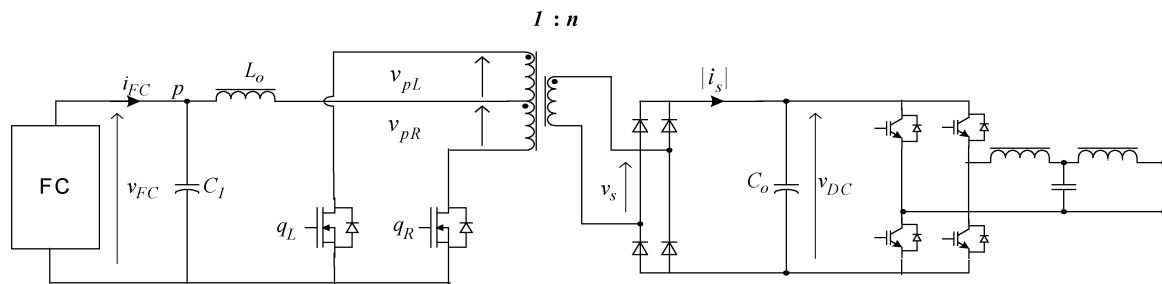 1 : n
i_FC
p
L_o
v_pL
v_pR
|i_s|
FC
v_FC
C_1
q_L
q_R
v_s
C_o
v_DC